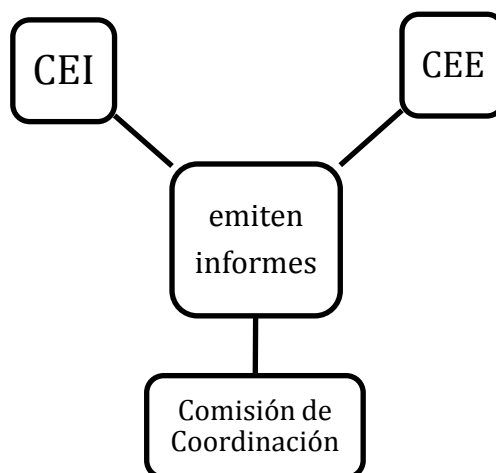 CEI
CEE
emiten
informes
Comisión de
Coordinación